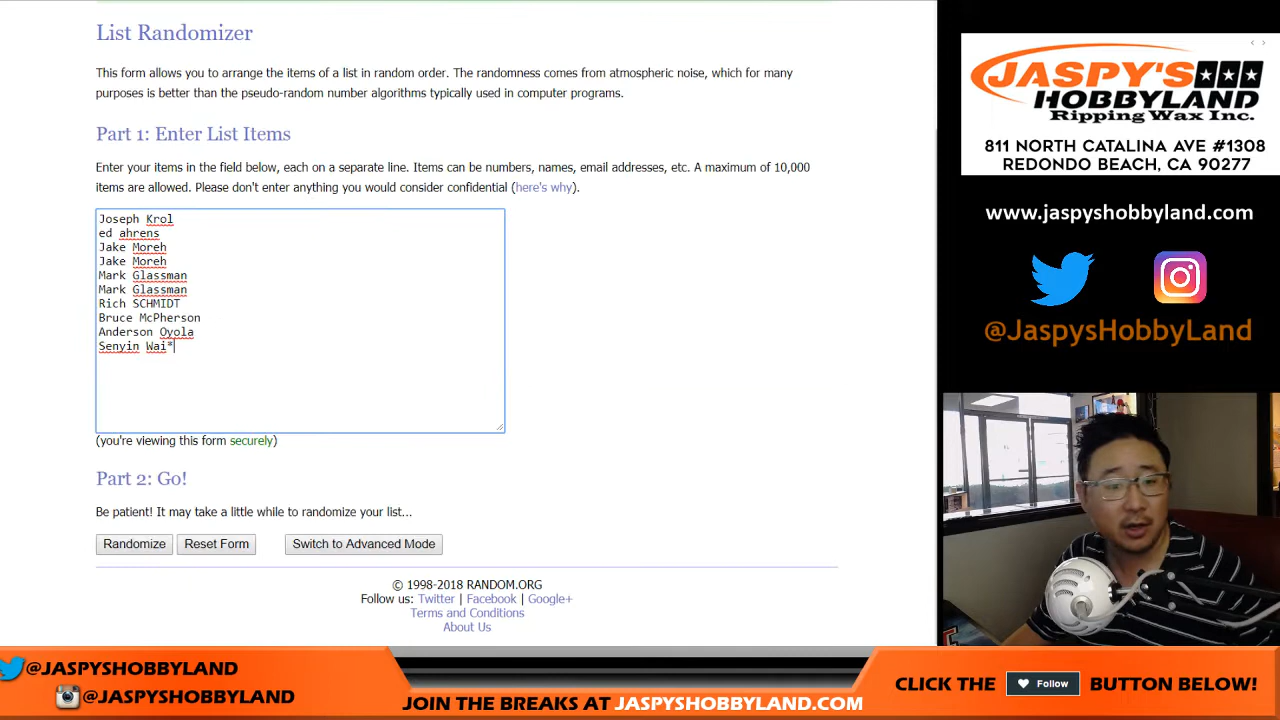 List Randomizer
This form allows you to arrange the items of a list in random order. The randomness comes from atmospheric noise, which for many
purposes is better than the pseudo-random number algorithms typically used in computer programs.
Part 1: Enter List Items
Enter your items in the field below, each on a separate line. Items can be numbers, names, email addresses, etc. A maximum of 10,000
items are allowed. Please don't enter anything you would consider confidential (here's why).
Joseph Krol
ed ahrens
Jake Moreh
Jake Moreh
Mark Glassman
Mark Glassman
Rich SCHMIDT
Bruce McPherson
Anderson Oyola
Senyin Wai*
(you're viewing this form securely)
Part 2: Go!
Be patient! It may take a little while to randomize your list...
Randomize Reset Form Switch to Advanced Mode
© 1998-2018 RANDOM.ORG
Follow us: Twitter | Facebook | Google+
Terms and Conditions
About Us
JASPY'S
HOBBYLAND
Ripping Wax Inc.
811 NORTH CATALINA AVE #1308
REDONDO BEACH, CA 90277
www.jaspyshobbyland.com
@JaspysHobbyLand
@JASPYSHOBBYLAND
@JASPYSHOBBYLAND
JOIN THE BREAKS AT JASPYSHOBBYLAND.COM
CLICK THE Follow BUTTON BELOW!